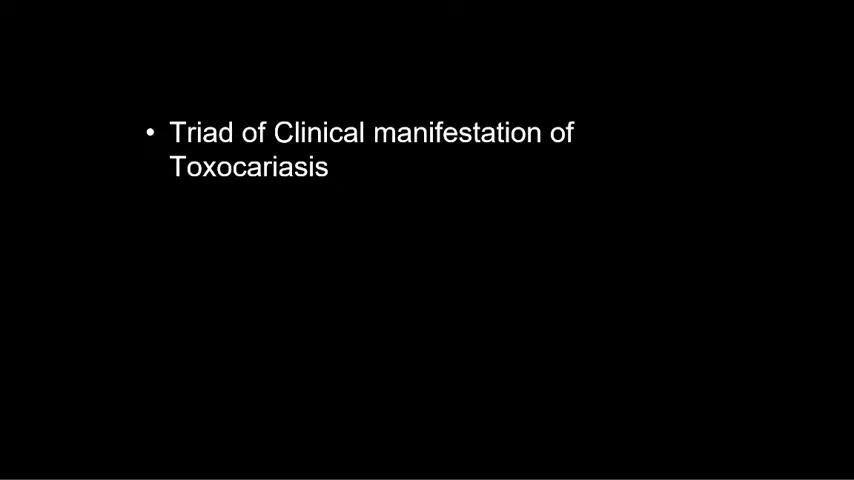 • Triad of Clinical manifestation of
Toxocariasis